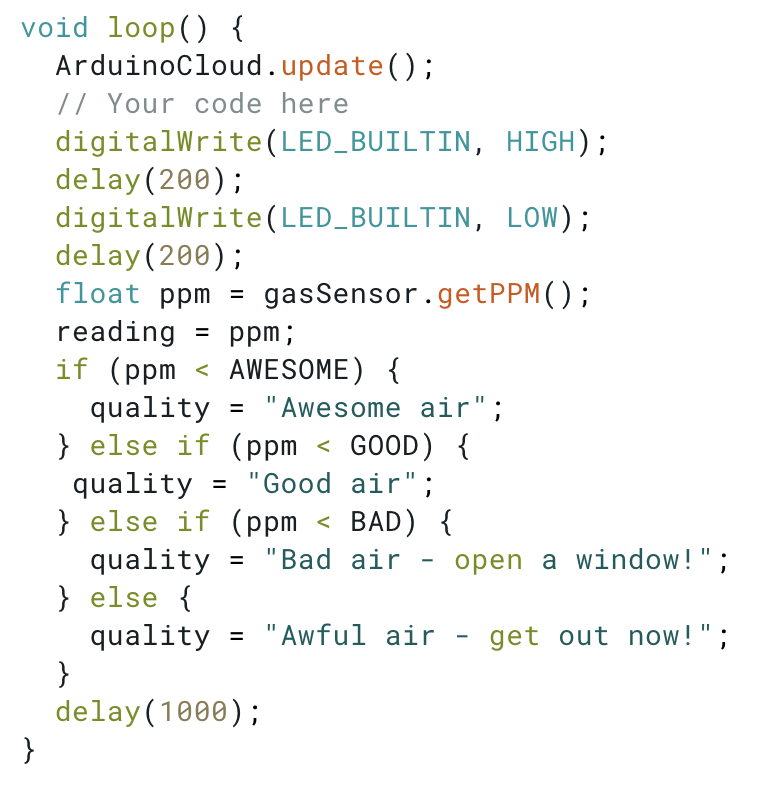 void loop() {
  ArduinoCloud.update();
  // Your code here
  digitalWrite(LED_BUILTIN, HIGH);
  delay(200);
  digitalWrite(LED_BUILTIN, LOW);
  delay(200);
  float ppm = gasSensor.getPPM();
  reading = ppm;
  if (ppm < AWESOME) {
    quality = "Awesome air";
  } else if (ppm < GOOD) {
   quality = "Good air";
  } else if (ppm < BAD) {
    quality = "Bad air - open a window!";
  } else {
    quality = "Awful air - get out now!";
  }
  delay(1000);
}